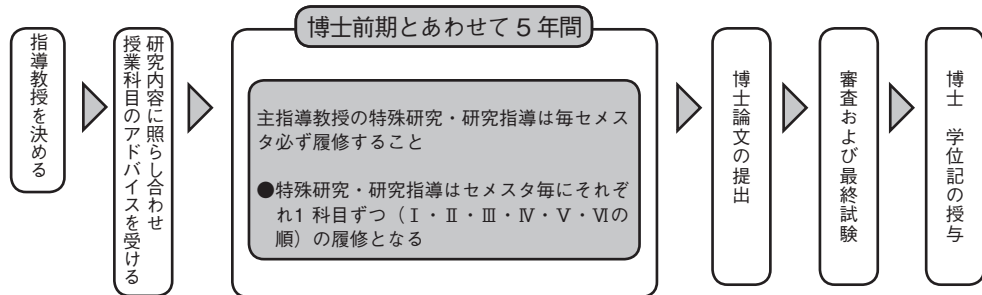 指導教授を決める
研究内容に照らし合わせ
授業科目のアドバイスを受ける
博士前期とあわせて5年間
主指導教授の特殊研究・研究指導は毎セメス
タ必ず履修すること
●特殊研究・研究指導はセメスタ毎にそれぞ
れ1 科目ずつ（Ⅰ・Ⅱ・Ⅲ・Ⅳ・Ⅴ・Ⅵの
順）の履修となる
博士論文の提出
審査および最終試験
博士 学位記の授与